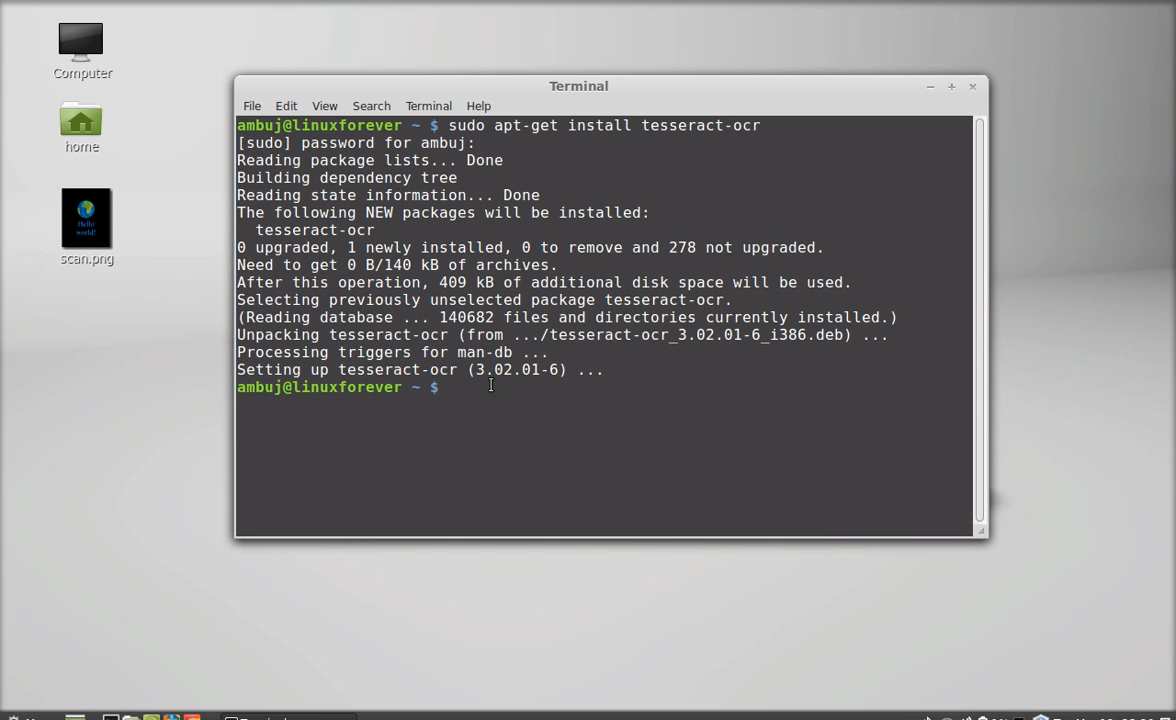 Computer
home
Hello
world!
scan.png
Terminal
File Edit View Search Terminal Help
ambuj@linuxforever ~ $ sudo apt-get install tesseract-ocr
[sudo] password for ambuj:
Reading package lists... Done
Building dependency tree
Reading state information... Done
The following NEW packages will be installed:
  tesseract-ocr
0 upgraded, 1 newly installed, 0 to remove and 278 not upgraded.
Need to get 0 B/140 kB of archives.
After this operation, 409 kB of additional disk space will be used.
Selecting previously unselected package tesseract-ocr.
(Reading database ... 140682 files and directories currently installed.)
Unpacking tesseract-ocr (from .../tesseract-ocr_3.02.01-6_i386.deb) ...
Processing triggers for man-db ...
Setting up tesseract-ocr (3.02.01-6) ...
ambuj@linuxforever ~ $